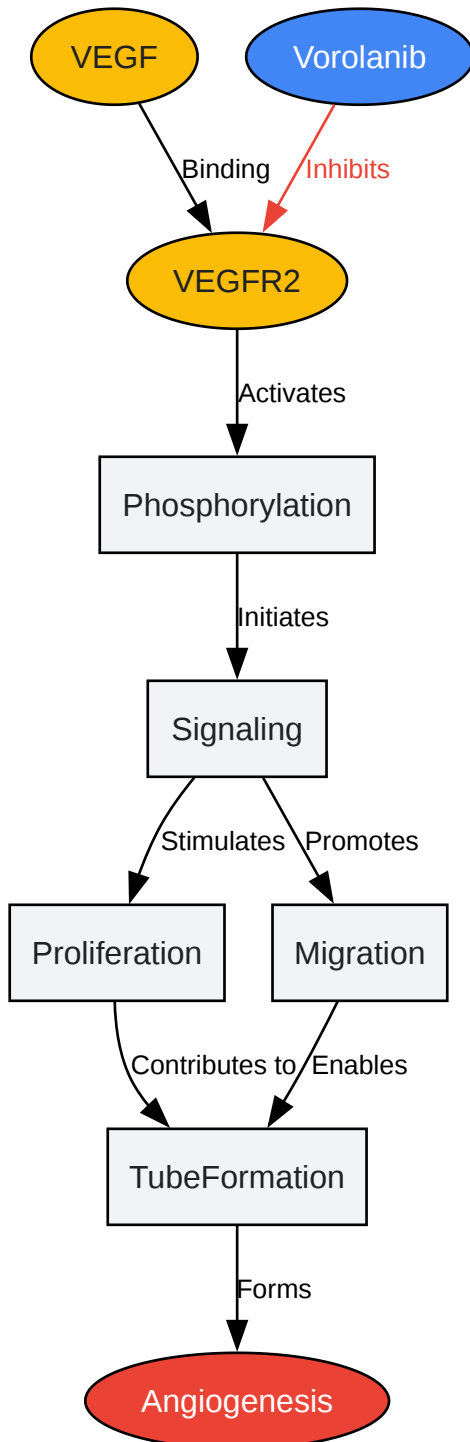 VEGF
Vorolanib
Binding
Inhibits
VEGFR2
Activates
Phosphorylation
Initiates
Signaling
Stimulates
Promotes
Proliferation
Migration
Contributes to
Enables
TubeFormation
Forms
Angiogenesis